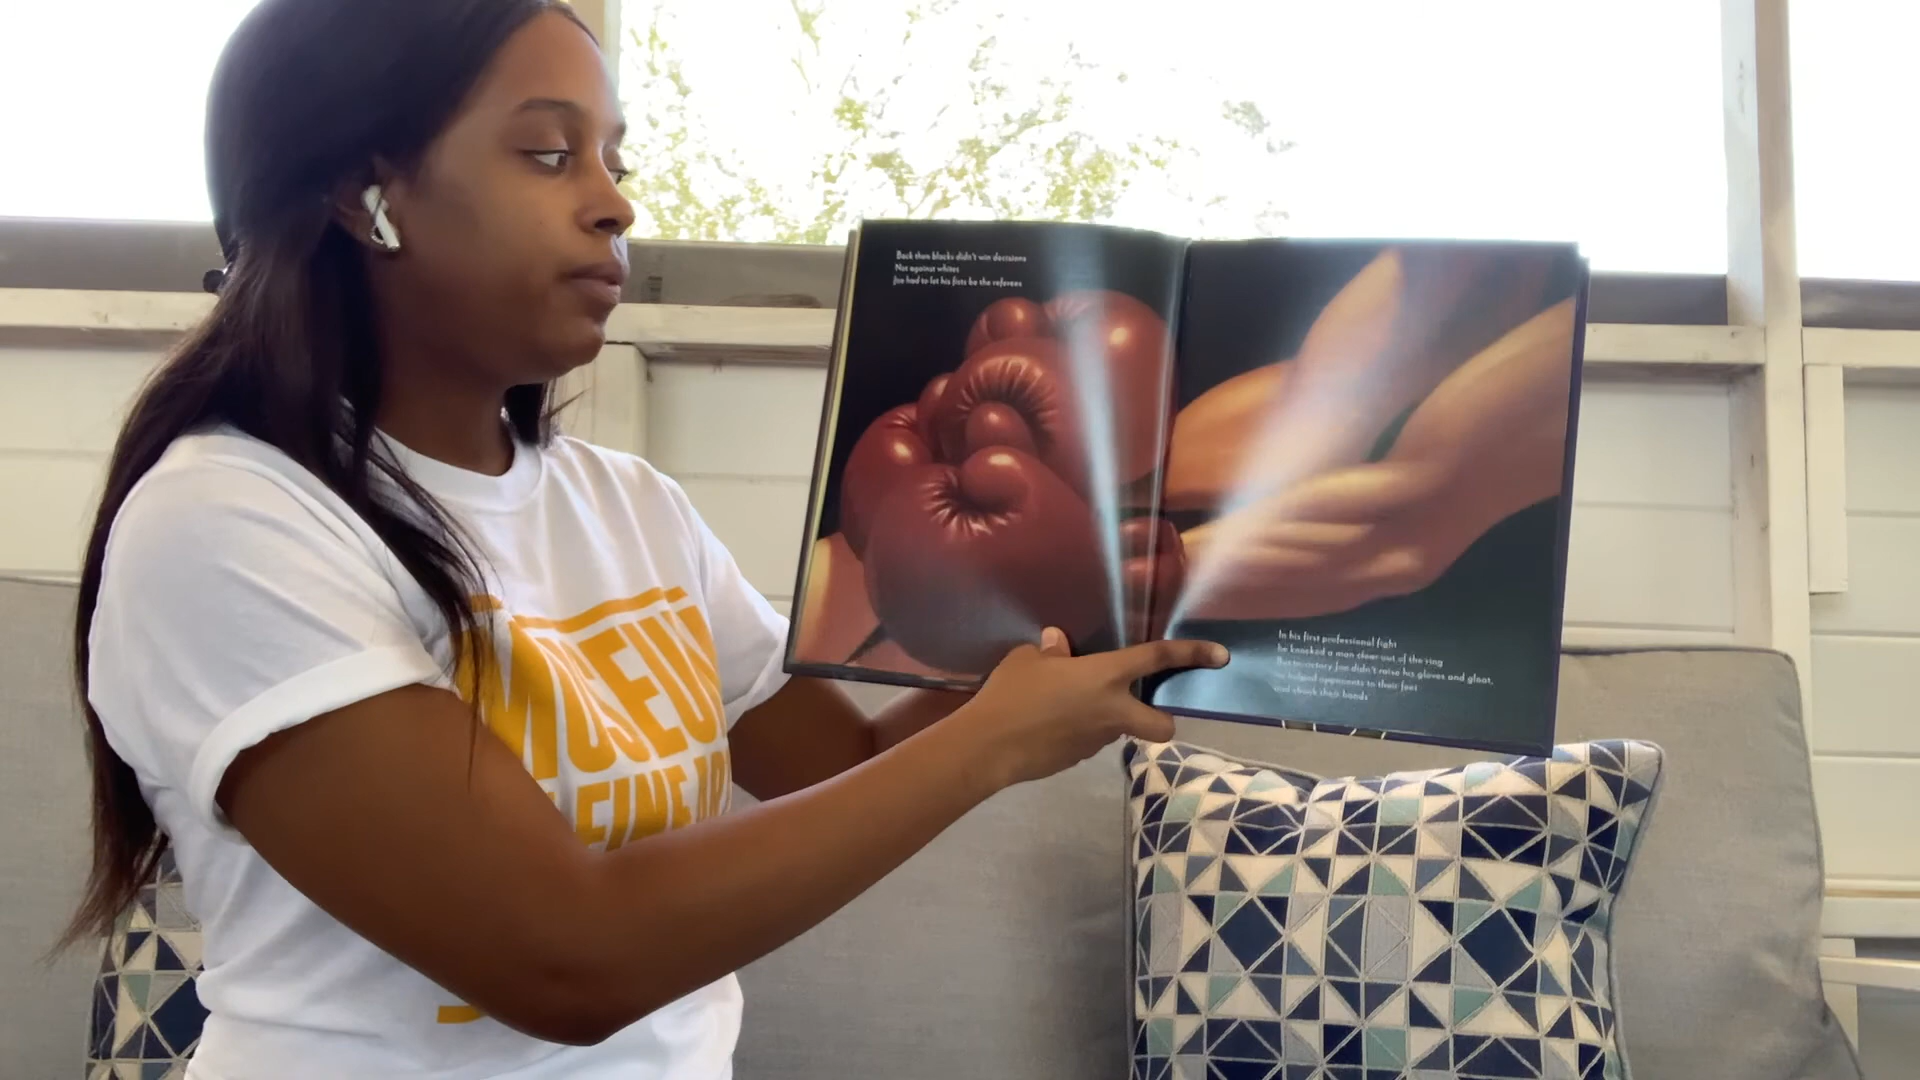 Back then blacks didn't win decisions
Not against whites
Joe had to let his fists be the referees
In his first professional fight
he knocked a man clear out of the ring
But in victory Joe didn't raise his gloves and gloat,
he helped opponents to their feet
and shook their hands
MUSEUM
FINE AR